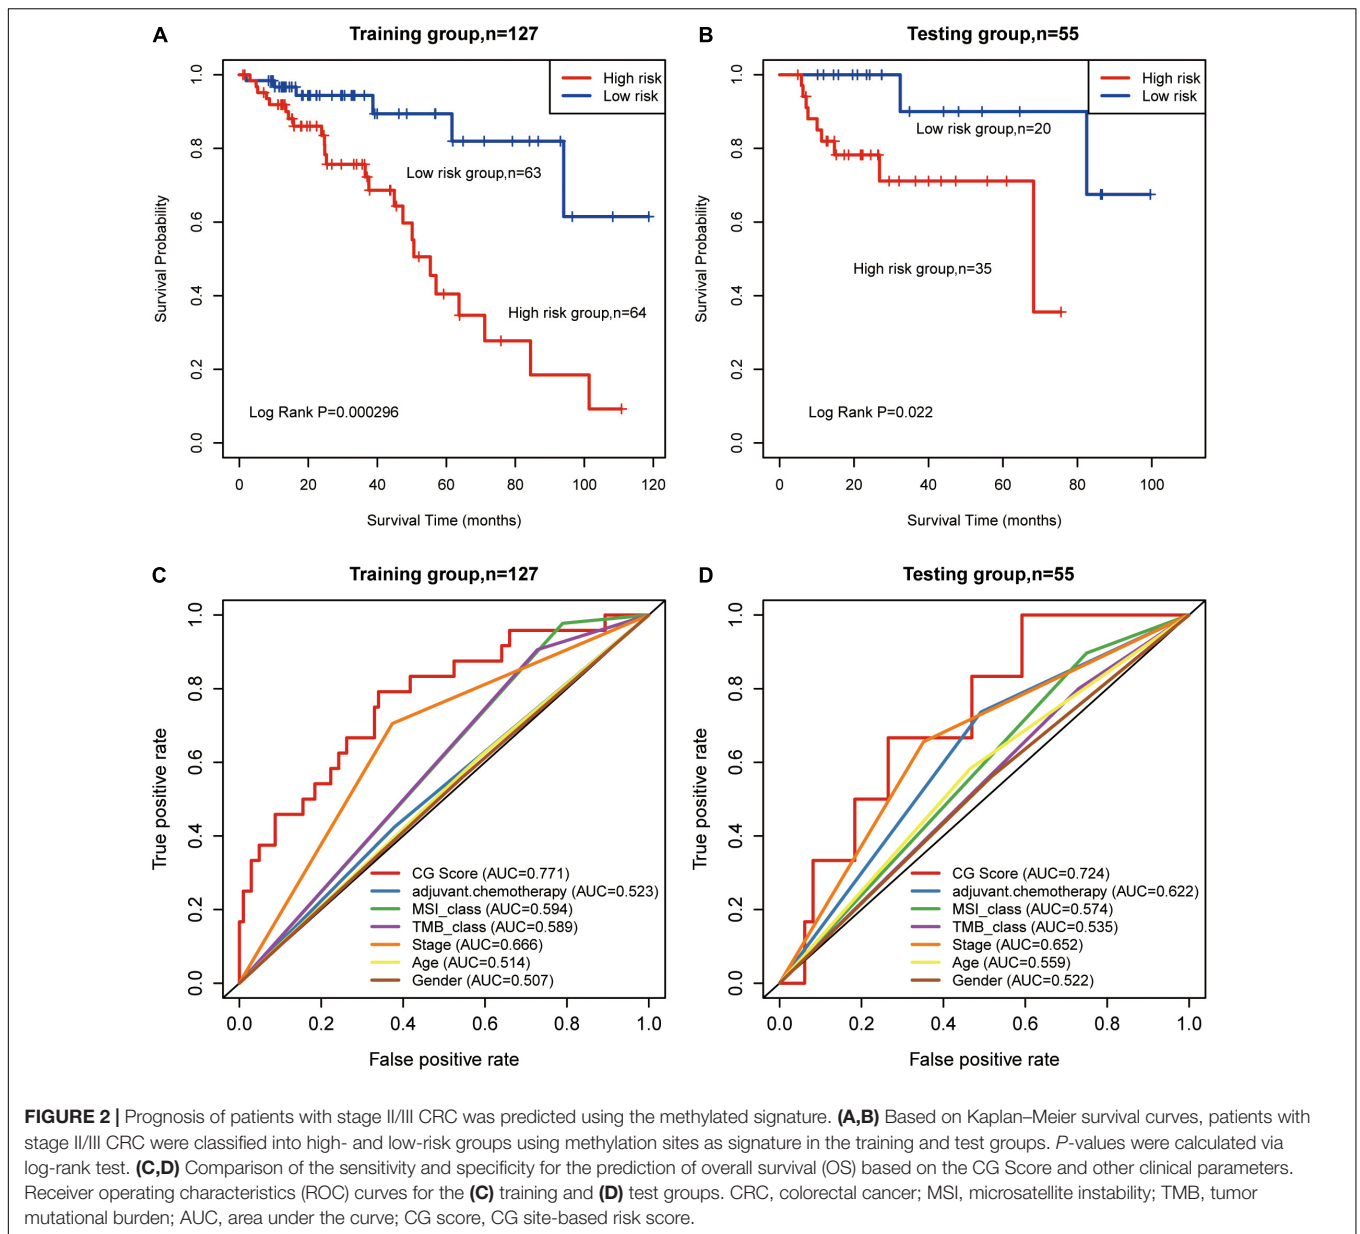 A
Training group,n=127
High risk
Low risk
Low risk group,n=63
High risk group,n=64
Log Rank P=0.000296
Survival Probability
0.0 0.2 0.4 0.6 0.8 1.0
0 20 40 60 80 100 120
Survival Time (months)
B
Testing group,n=55
High risk
Low risk
Low risk group,n=20
High risk group,n=35
Log Rank P=0.022
Survival Probability
0.0 0.2 0.4 0.6 0.8 1.0
0 20 40 60 80 100
Survival Time (months)
C
Training group,n=127
True positive rate
0.0 0.2 0.4 0.6 0.8 1.0
CG Score (AUC=0.771)
adjuvant.chemotherapy (AUC=0.523)
MSI_class (AUC=0.594)
TMB_class (AUC=0.589)
Stage (AUC=0.666)
Age (AUC=0.514)
Gender (AUC=0.507)
0.0 0.2 0.4 0.6 0.8 1.0
False positive rate
D
Testing group,n=55
True positive rate
0.0 0.2 0.4 0.6 0.8 1.0
CG Score (AUC=0.724)
adjuvant.chemotherapy (AUC=0.622)
MSI_class (AUC=0.574)
TMB_class (AUC=0.535)
Stage (AUC=0.652)
Age (AUC=0.559)
Gender (AUC=0.522)
0.0 0.2 0.4 0.6 0.8 1.0
False positive rate
FIGURE 2 | Prognosis of patients with stage II/III CRC was predicted using the methylated signature. (A,B) Based on Kaplan–Meier survival curves, patients with
stage II/III CRC were classified into high- and low-risk groups using methylation sites as signature in the training and test groups. P-values were calculated via
log-rank test. (C,D) Comparison of the sensitivity and specificity for the prediction of overall survival (OS) based on the CG Score and other clinical parameters.
Receiver operating characteristics (ROC) curves for the (C) training and (D) test groups. CRC, colorectal cancer; MSI, microsatellite instability; TMB, tumor
mutational burden; AUC, area under the curve; CG score, CG site-based risk score.